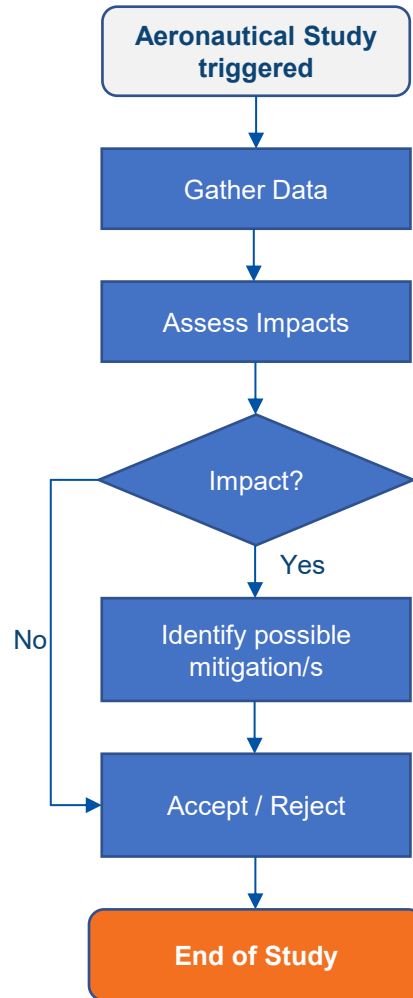 Aeronautical Study
triggered
Gather Data
Assess Impacts
Impact?
Yes
No
Identify possible
mitigation/s
Accept / Reject
End of Study